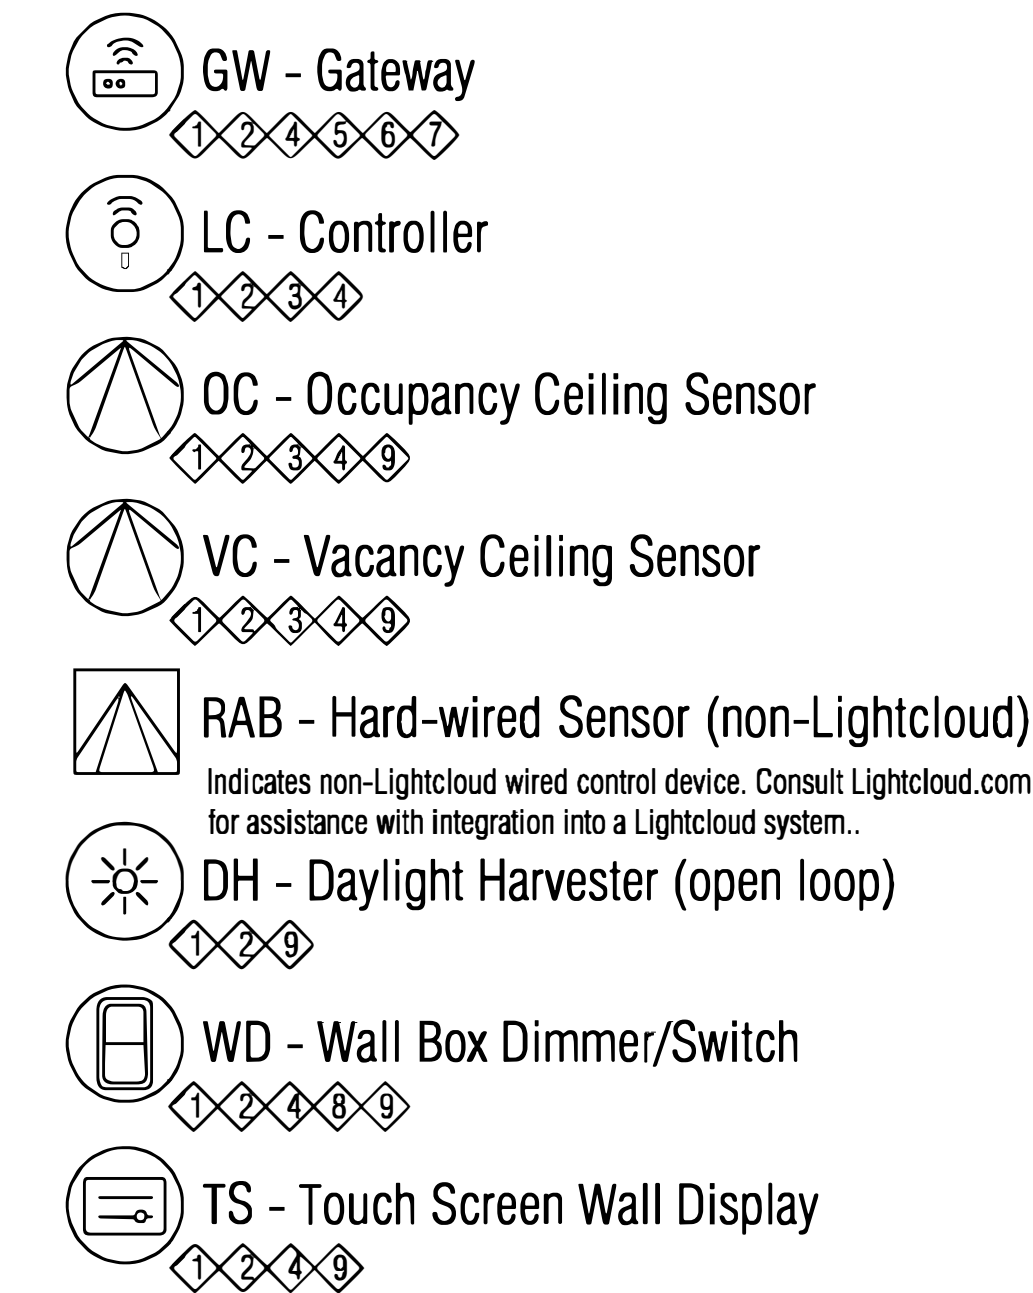 GW - Gateway
1 2 4 5 6 7
LC - Controller
1 2 3 4
OC - Occupancy Ceiling Sensor
1 2 3 4 9
VC - Vacancy Ceiling Sensor
1 2 3 4 9
RAB - Hard-wired Sensor (non-Lightcloud)
Indicates non-Lightcloud wired control device. Consult Lightcloud.com
for assistance with integration into a Lightcloud system..
DH - Daylight Harvester (open loop)
1 2 9
WD - Wall Box Dimmer/Switch
1 2 4 8 9
TS - Touch Screen Wall Display
1 2 4 9